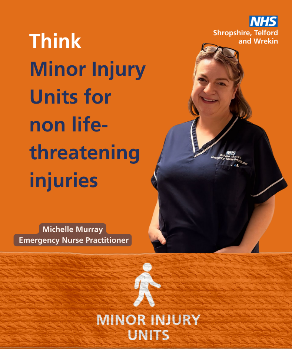 NHS
Shropshire, Telford
and Wrekin
Think
Minor Injury
Units for
non life-
threatening
injuries
NHS
Michelle Murray
Emergency Nurse Practitioner
MINOR INJURY
UNITS